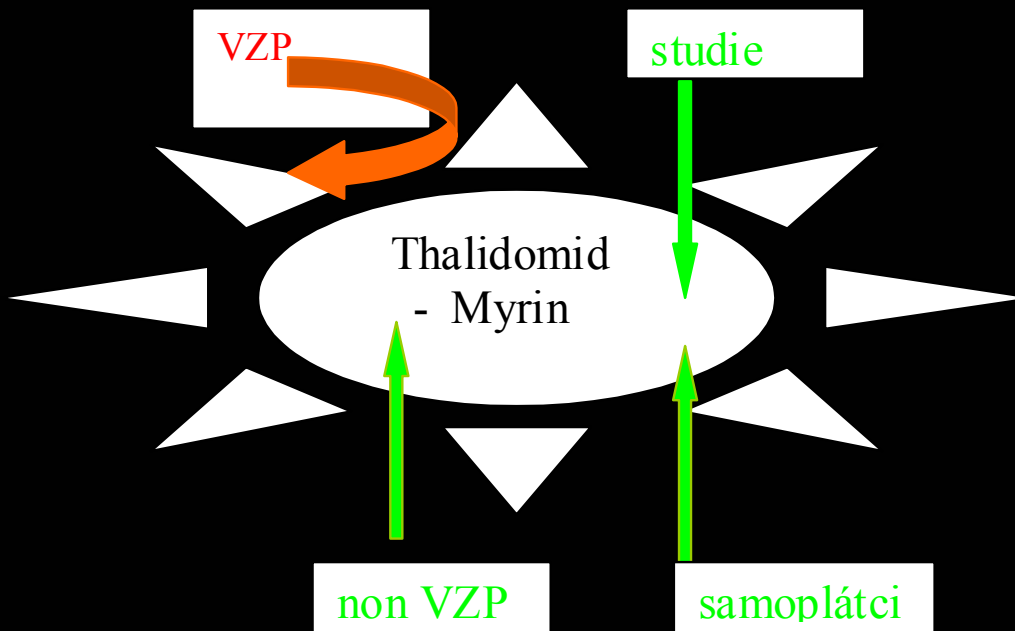 VZP
studie
Thalidomid
- Myrin
non VZP
samoplátci